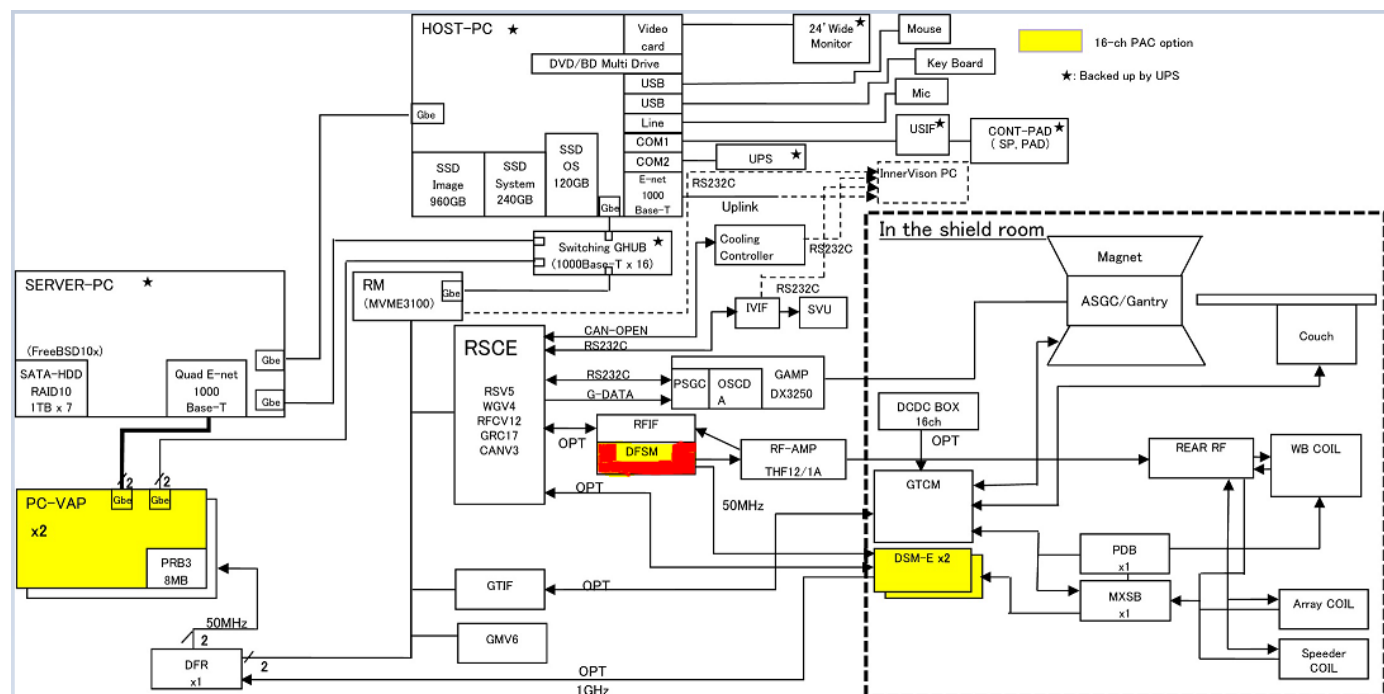 HOST-PC ★
Video
card
DVD/BD Multi Drive
USB
USB
Line
COM1
COM2
E-net
1000
Base-T
Gbe
SSD
Image
960GB
SSD
System
240GB
SSD
OS
120GB
Gbe
24'Wide ★
Monitor
Mouse
Key Board
Mic
USIF ★
CONT-PAD ★
( SP, PAD)
UPS ★
InnerVison PC
RS232C
Uplink
16-ch PAC option
★: Backed up by UPS
Switching GHUB ★
(1000Base-T x 16)
Cooling
Controller
RS232C
RS232C
IVIF
SVU
RM
(MVME3100)
Gbe
SERVER-PC ★
(FreeBSD10x)
SATA-HDD
RAID10
1TB x 7
Quad E-net
1000
Base-T
Gbe
Gbe
RSCE
RSV5
WGV4
RFCV12
GRC17
CANV3
CAN-OPEN
RS232C
RS232C
G-DATA
PSGC
OSCD
A
GAMP
DX3250
RFIF
DFSM
OPT
RF-AMP
THF12/1A
OPT
50MHz
2
2
Gbe
Gbe
PC-VAP
x2
PRB3
8MB
50MHz
2
DFR
x1
2
GTIF
OPT
GMV6
OPT
1GHz
In the shield room
Magnet
ASGC/Gantry
Couch
DCDC BOX
16ch
OPT
GTCM
DSM-E x2
REAR RF
WB COIL
PDB
x1
MXSB
x1
Array COIL
Speeder
COIL